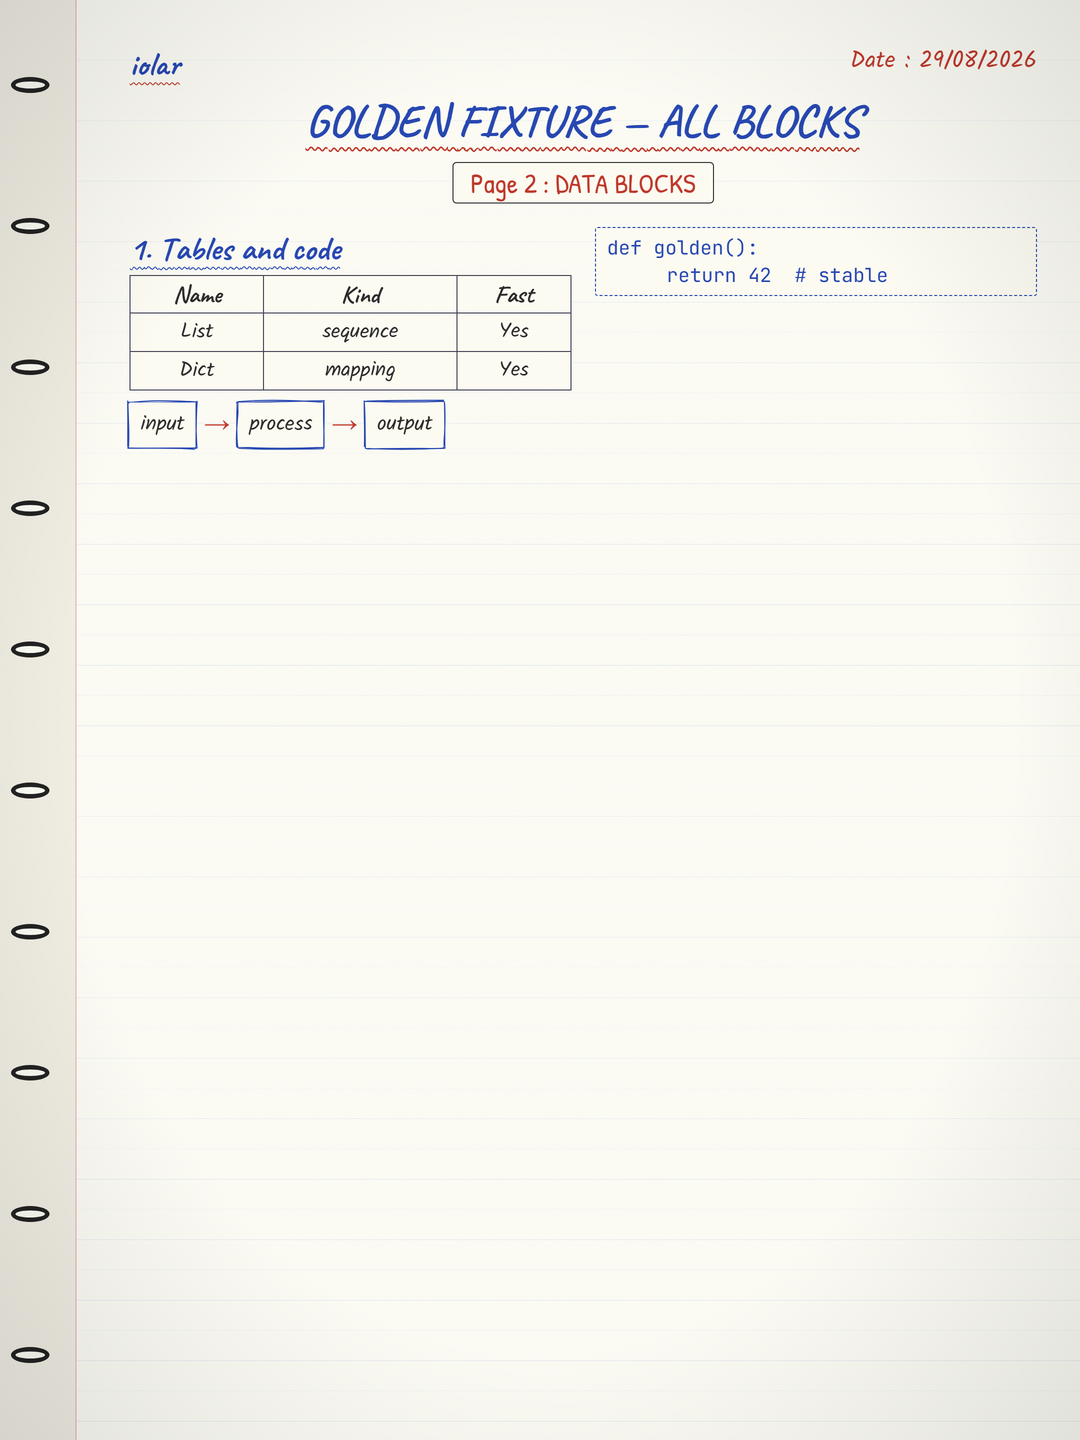 iolar
Date : 29/08/2026
GOLDEN FIXTURE – ALL BLOCKS
Page 2 : DATA BLOCKS
1. Tables and code
Name Kind Fast
List sequence Yes
Dict mapping Yes
input → process → output
def golden():
    return 42  # stable